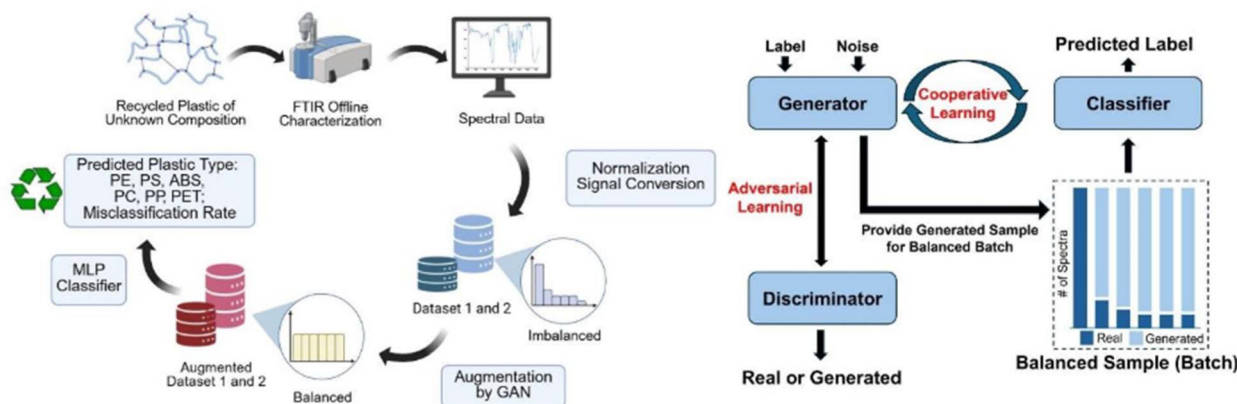 Recycled Plastic of
Unknown Composition
FTIR Offline
Characterization
Spectral Data
Normalization
Signal Conversion
Dataset 1 and 2
Imbalanced
Augmentation
by GAN
Balanced
Augmented
Dataset 1 and 2
MLP
Classifier
Predicted Plastic Type:
PE, PS, ABS,
PC, PP, PET;
Misclassification Rate
Label
Noise
Generator
Cooperative
Learning
Predicted Label
Classifier
Adversarial
Learning
Provide Generated Sample
for Balanced Batch
Discriminator
Real or Generated
# of Spectra
Real
Generated
Balanced Sample (Batch)